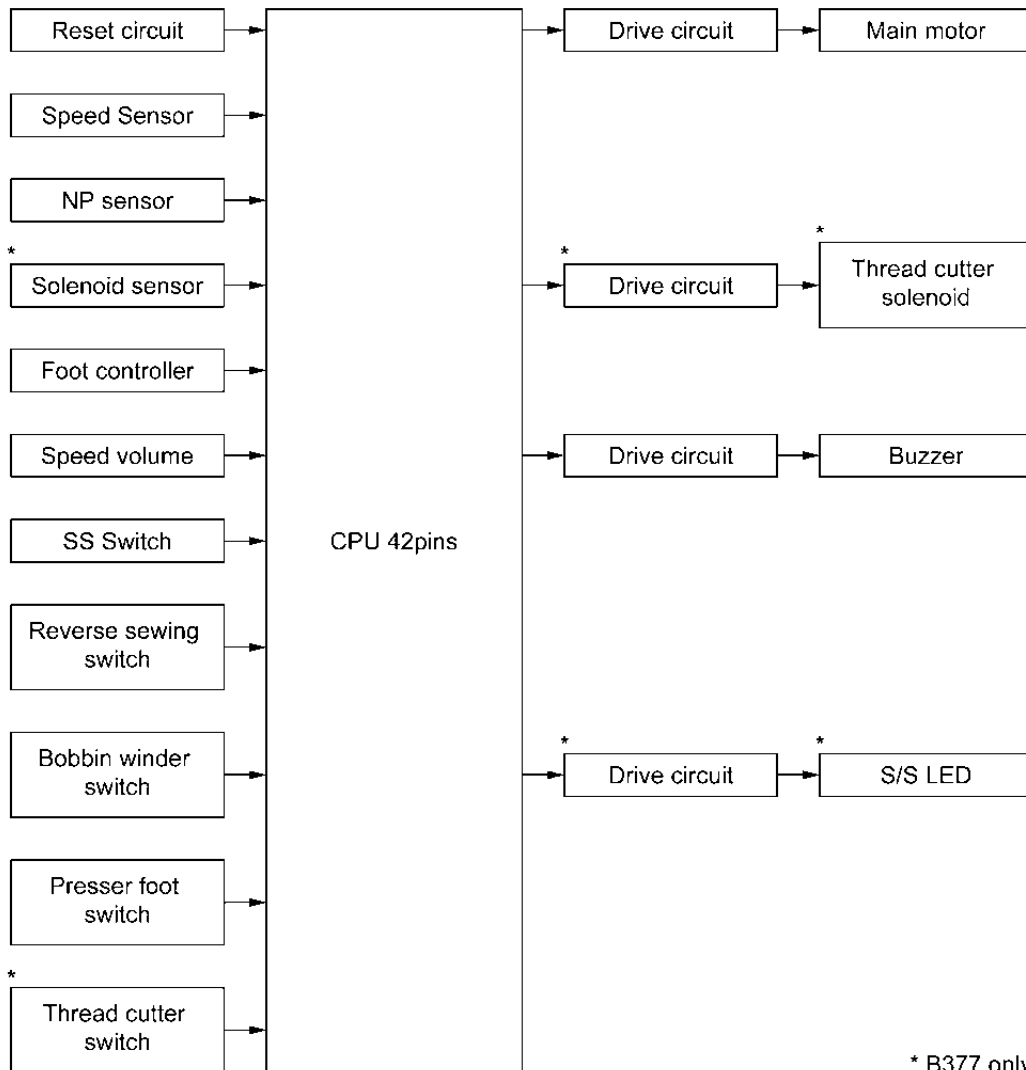 Reset circuit
Drive circuit
Main motor
Speed Sensor
NP sensor
*
Solenoid sensor
*
Drive circuit
*
Thread cutter
solenoid
Foot controller
Speed volume
Drive circuit
Buzzer
SS Switch
CPU 42pins
Reverse sewing
switch
Bobbin winder
switch
*
Drive circuit
*
S/S LED
Presser foot
switch
*
Thread cutter
switch
* B377 only